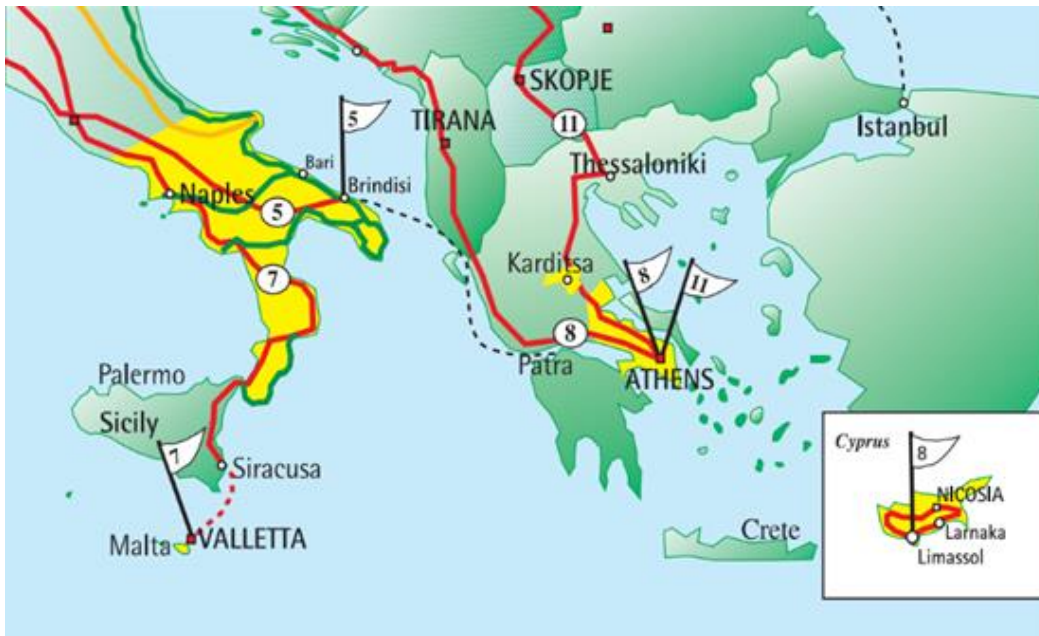 SKOPJE
5
TIRANA
11
Istanbul
Bari
Thessaloniki
Naples
Brindisi
5
Karditsa
8
11
7
8
Patra
ATHENS
Palermo
Sicily
7
Siracusa
Cyprus
8
NICOSIA
Larnaka
Limassol
Crete
Malta
VALLETTA